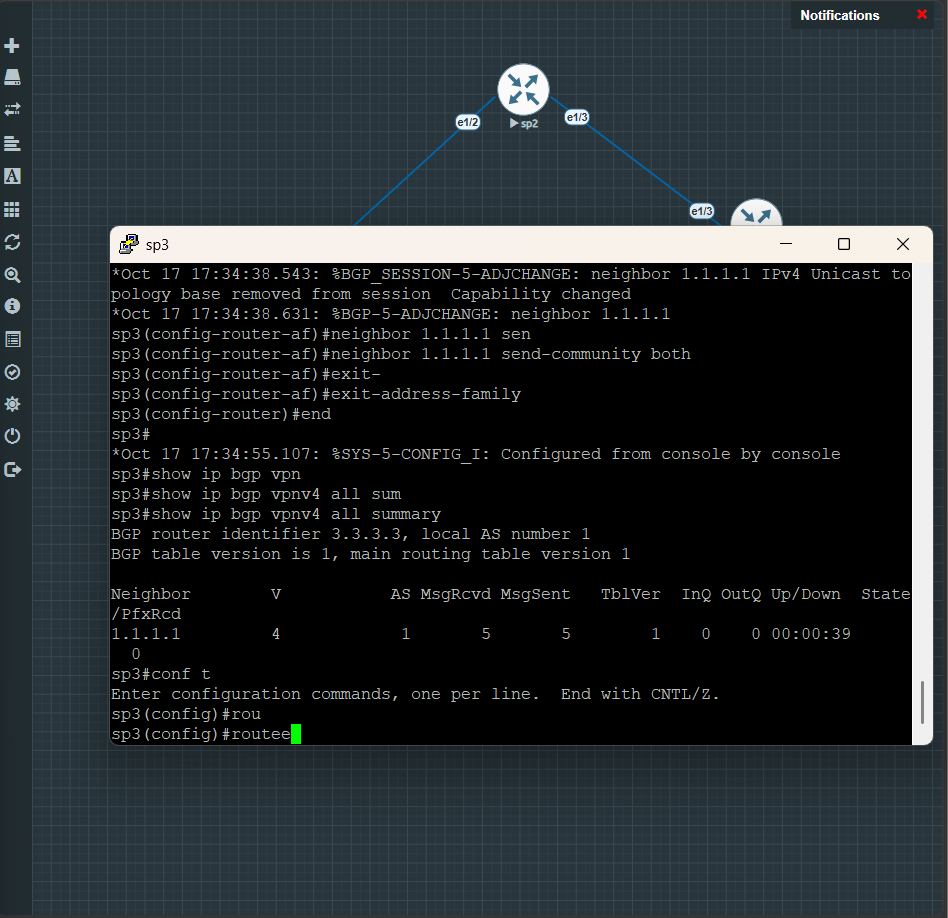 Notifications
e1/2
e1/3
sp2
e1/3
sp3
*Oct 17 17:34:38.543: %BGP_SESSION-5-ADJCHANGE: neighbor 1.1.1.1 IPv4 Unicast to
pology base removed from session  Capability changed
*Oct 17 17:34:38.631: %BGP-5-ADJCHANGE: neighbor 1.1.1.1
sp3(config-router-af)#neighbor 1.1.1.1 sen
sp3(config-router-af)#neighbor 1.1.1.1 send-community both
sp3(config-router-af)#exit-
sp3(config-router-af)#exit-address-family
sp3(config-router)#end
sp3#
*Oct 17 17:34:55.107: %SYS-5-CONFIG_I: Configured from console by console
sp3#show ip bgp vpn
sp3#show ip bgp vpnv4 all sum
sp3#show ip bgp vpnv4 all summary
BGP router identifier 3.3.3.3, local AS number 1
BGP table version is 1, main routing table version 1
Neighbor        V           AS MsgRcvd MsgSent   TblVer  InQ OutQ Up/Down  State
/PfxRcd
1.1.1.1         4            1       5       5        1    0    0 00:00:39
  0
sp3#conf t
Enter configuration commands, one per line.  End with CNTL/Z.
sp3(config)#rou
sp3(config)#routee